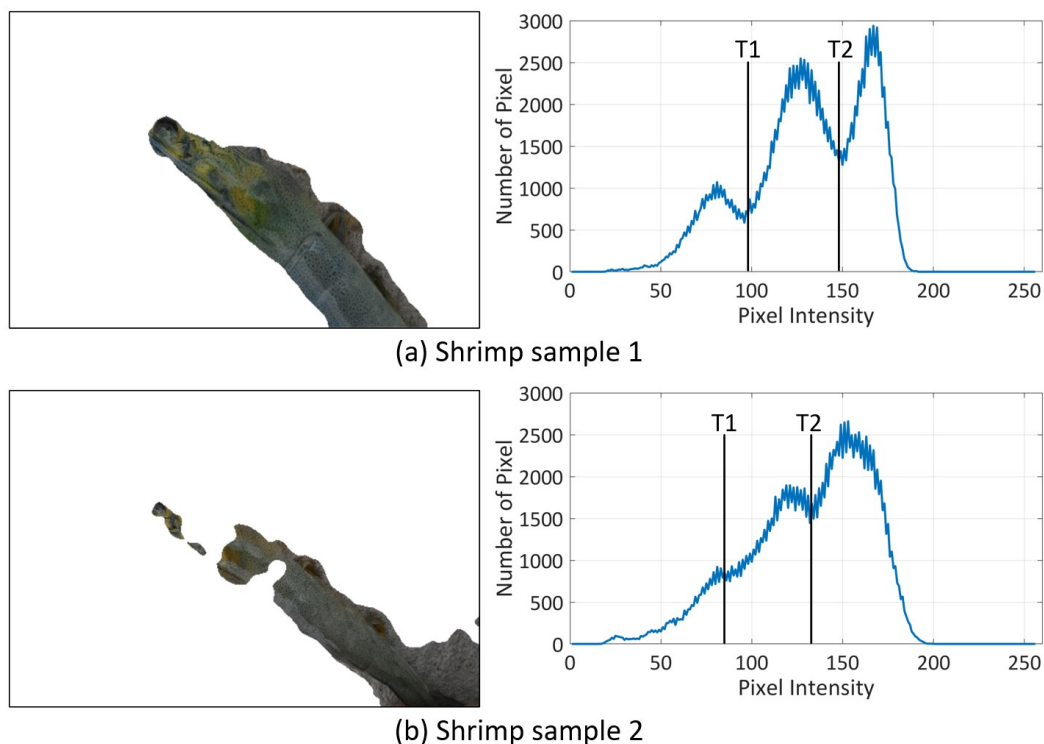 3000
2500
2000
1500
1000
500
0
Number of Pixel
T1 T2
0 50 100 150 200 250
Pixel Intensity
(a) Shrimp sample 1
3000
2500
2000
1500
1000
500
0
Number of Pixel
T1 T2
0 50 100 150 200 250
Pixel Intensity
(b) Shrimp sample 2